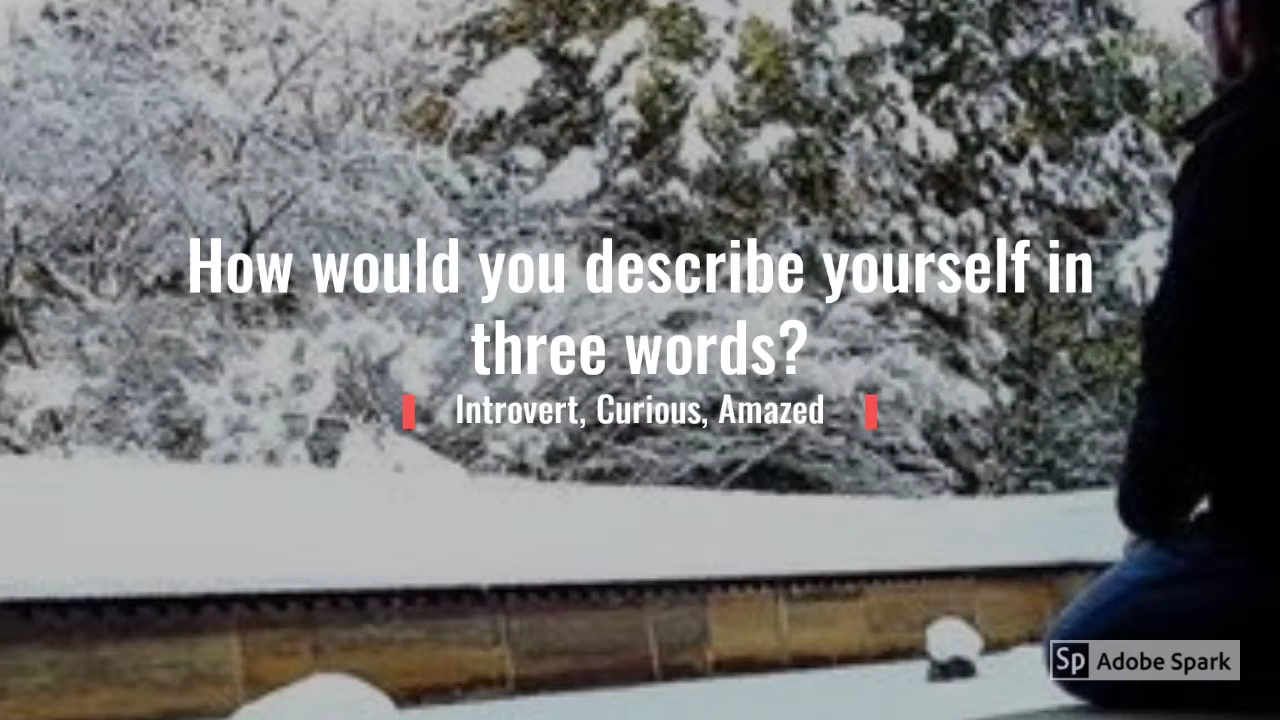 How would you describe yourself in
three words?
Introvert, Curious, Amazed
Sp Adobe Spark